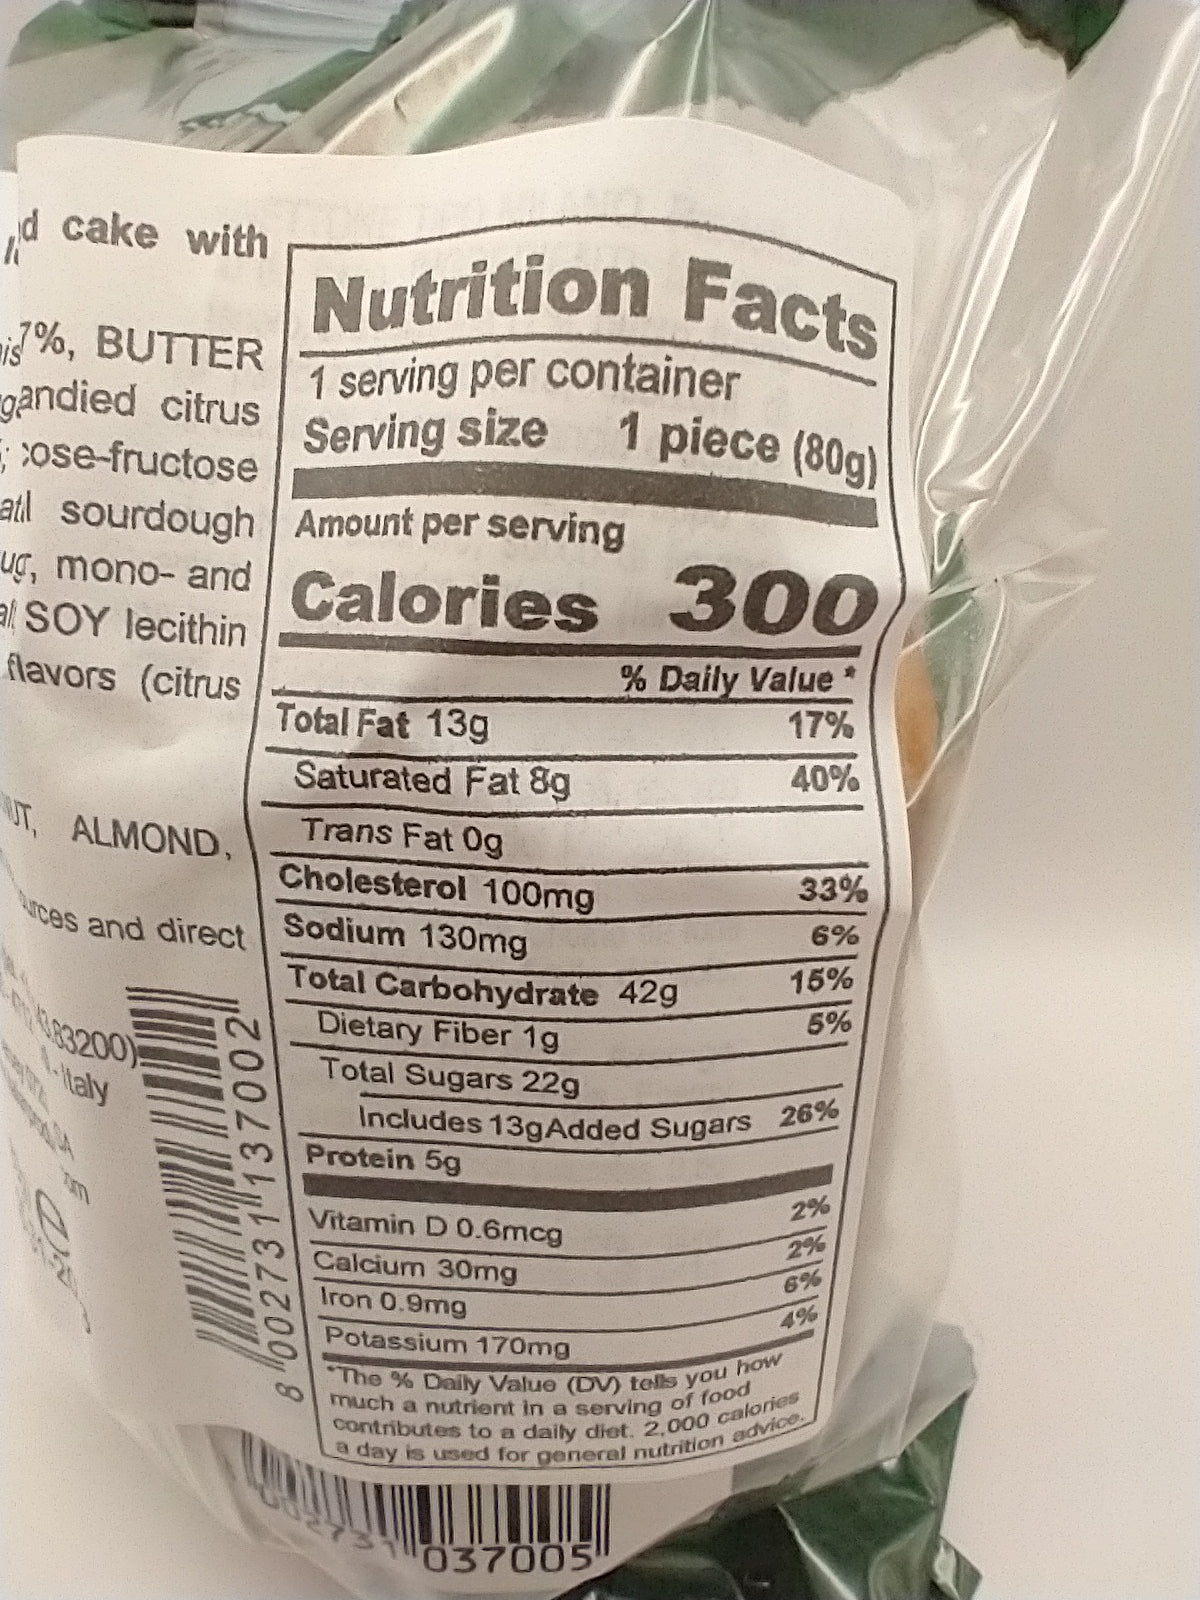 cake with
7%, BUTTER
candied citrus
cose-fructose
sourdough
mono- and
SOY lecithin
flavors (citrus
ALMOND,
and direct
83200)
Italy
8 002731 137002
Nutrition Facts
1 serving per container
Serving size 1 piece (80g)
Amount per serving
Calories 300
% Daily Value *
Total Fat 13g 17%
Saturated Fat 8g 40%
Trans Fat 0g
Cholesterol 100mg 33%
Sodium 130mg 6%
Total Carbohydrate 42g 15%
Dietary Fiber 1g 5%
Total Sugars 22g
Includes 13g Added Sugars 26%
Protein 5g
Vitamin D 0.6mcg 2%
Calcium 30mg 2%
Iron 0.9mg 6%
Potassium 170mg 4%
*The % Daily Value (DV) tells you how
much a nutrient in a serving of food
contributes to a daily diet. 2,000 calories
a day is used for general nutrition advice.
037005